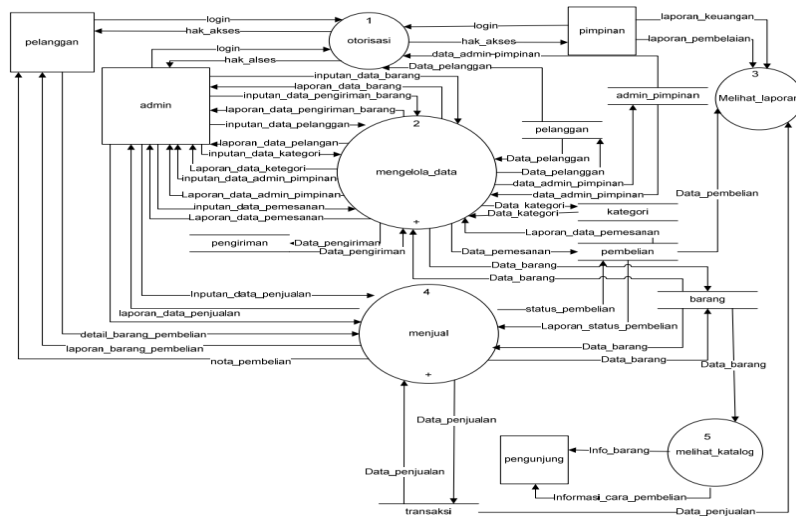 login
1
pelanggan
hak_akses
otorisasi
login
pimpinan
laporan_keuangan
hak_akses
laporan_pembelaian
login
data_admin-pimpinan
hak_alses
Data_pelanggan
3
Melihat_laporan
admin
inputan_data_barang
laporan_data_barang
inputan_data_pengiriman_barang
laporan_data_pengiriman_barang
inputan_data_pelanggan
laporan_data_pelangan
inputan_data_kategori
Laporan_data_ketegori
inputan_data_admin_pimpinan
Laporan_data_admin_pimpinan
inputan_data_pemesanan
Laporan_data_pemesanan
2
mengelola_data
+
admin_pimpinan
pelanggan
Data_pelanggan
Data_pelanggan
data_admin_pimpinan
data_admin_pimpinan
Data_pembelian
Data_kategori
Data_kategori
kategori
Laporan_data_pemesanan
pengiriman
Data_pengiriman
Data_pengiriman
Data_pemesanan
pembelian
Data_barang
Data_barang
barang
Inputan_data_penjualan
4
laporan_data_penjualan
menjual
status_pembelian
Laporan_status_pembelian
detail_barang_pembelian
laporan_barang_pembelian
nota_pembelian
+
Data_barang
Data_barang
Data_barang
Data_penjualan
5
melihat_katalog
pengunjung
Info_barang
Data_penjualan
Informasi_cara_pembelian
transaksi
Data_penjualan